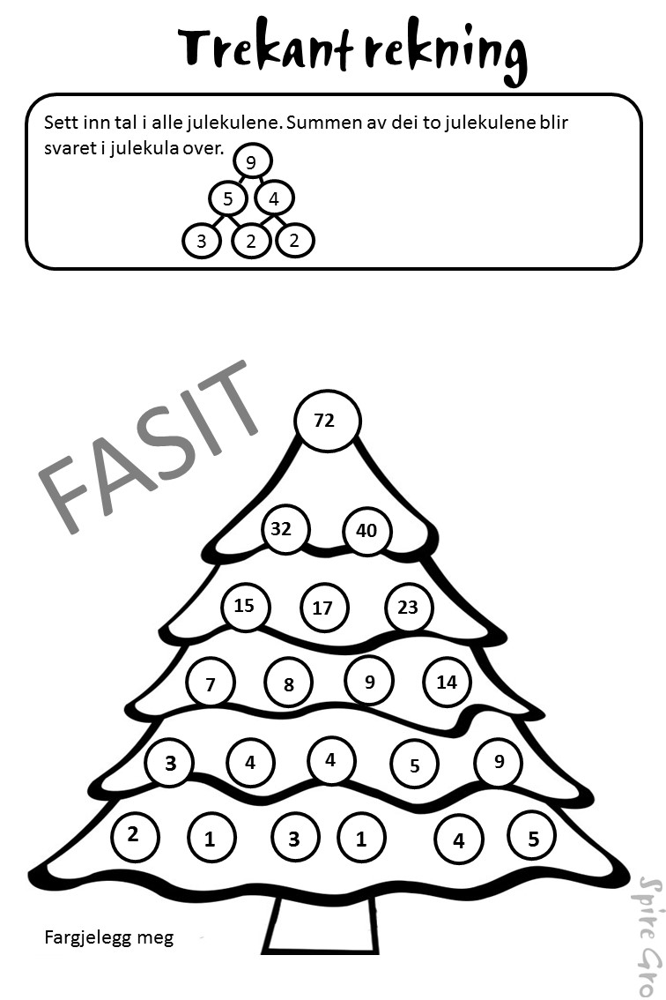 Trekant rekning
Sett inn tal i alle julekulene. Summen av dei to julekulene blir
svaret i julekula over.
9
5 4
3 2 2
FASIT
72
32 40
15 17 23
7 8 9 14
3 4 4 5 9
2 1 3 1 4 5
Fargjelegg meg
Spire Gro